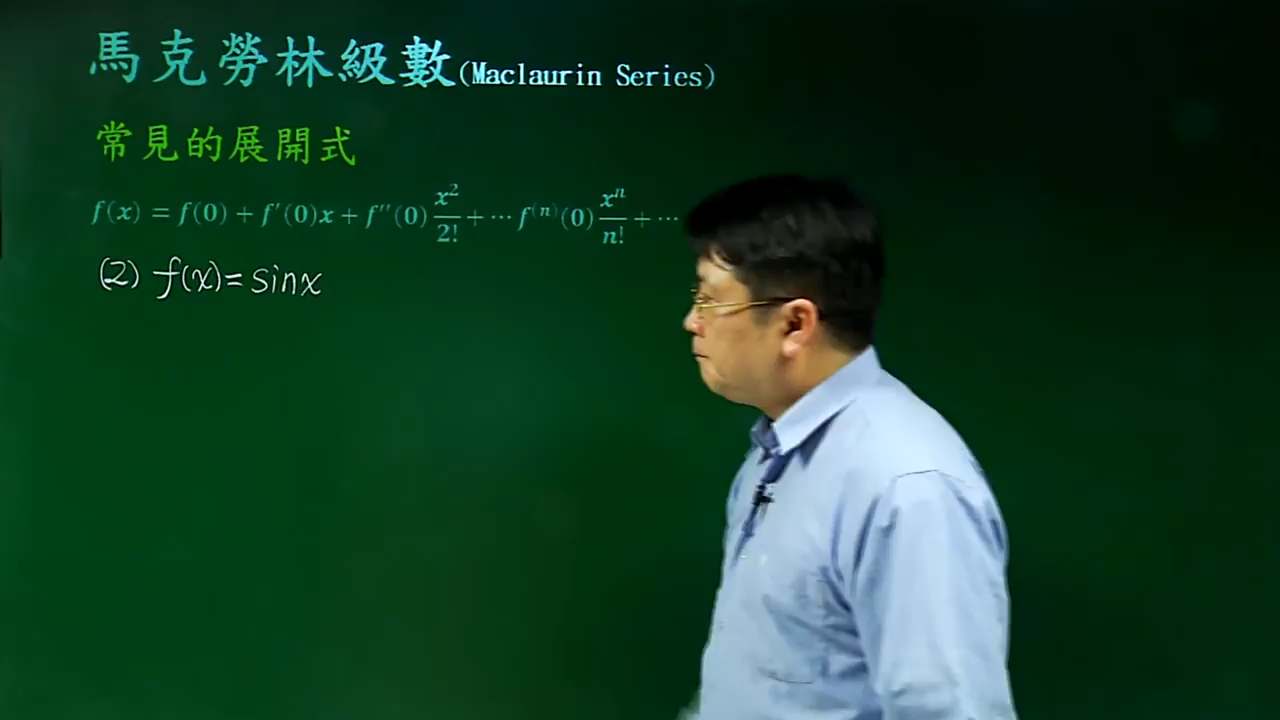 馬克勞林級數(Maclaurin Series)
常見的展開式
f(x) = f(0) + f′(0)x + f′′(0) x²/2! + ⋯ f⁽ⁿ⁾(0) xⁿ/n! + ⋯
(2) f(x)= sinx